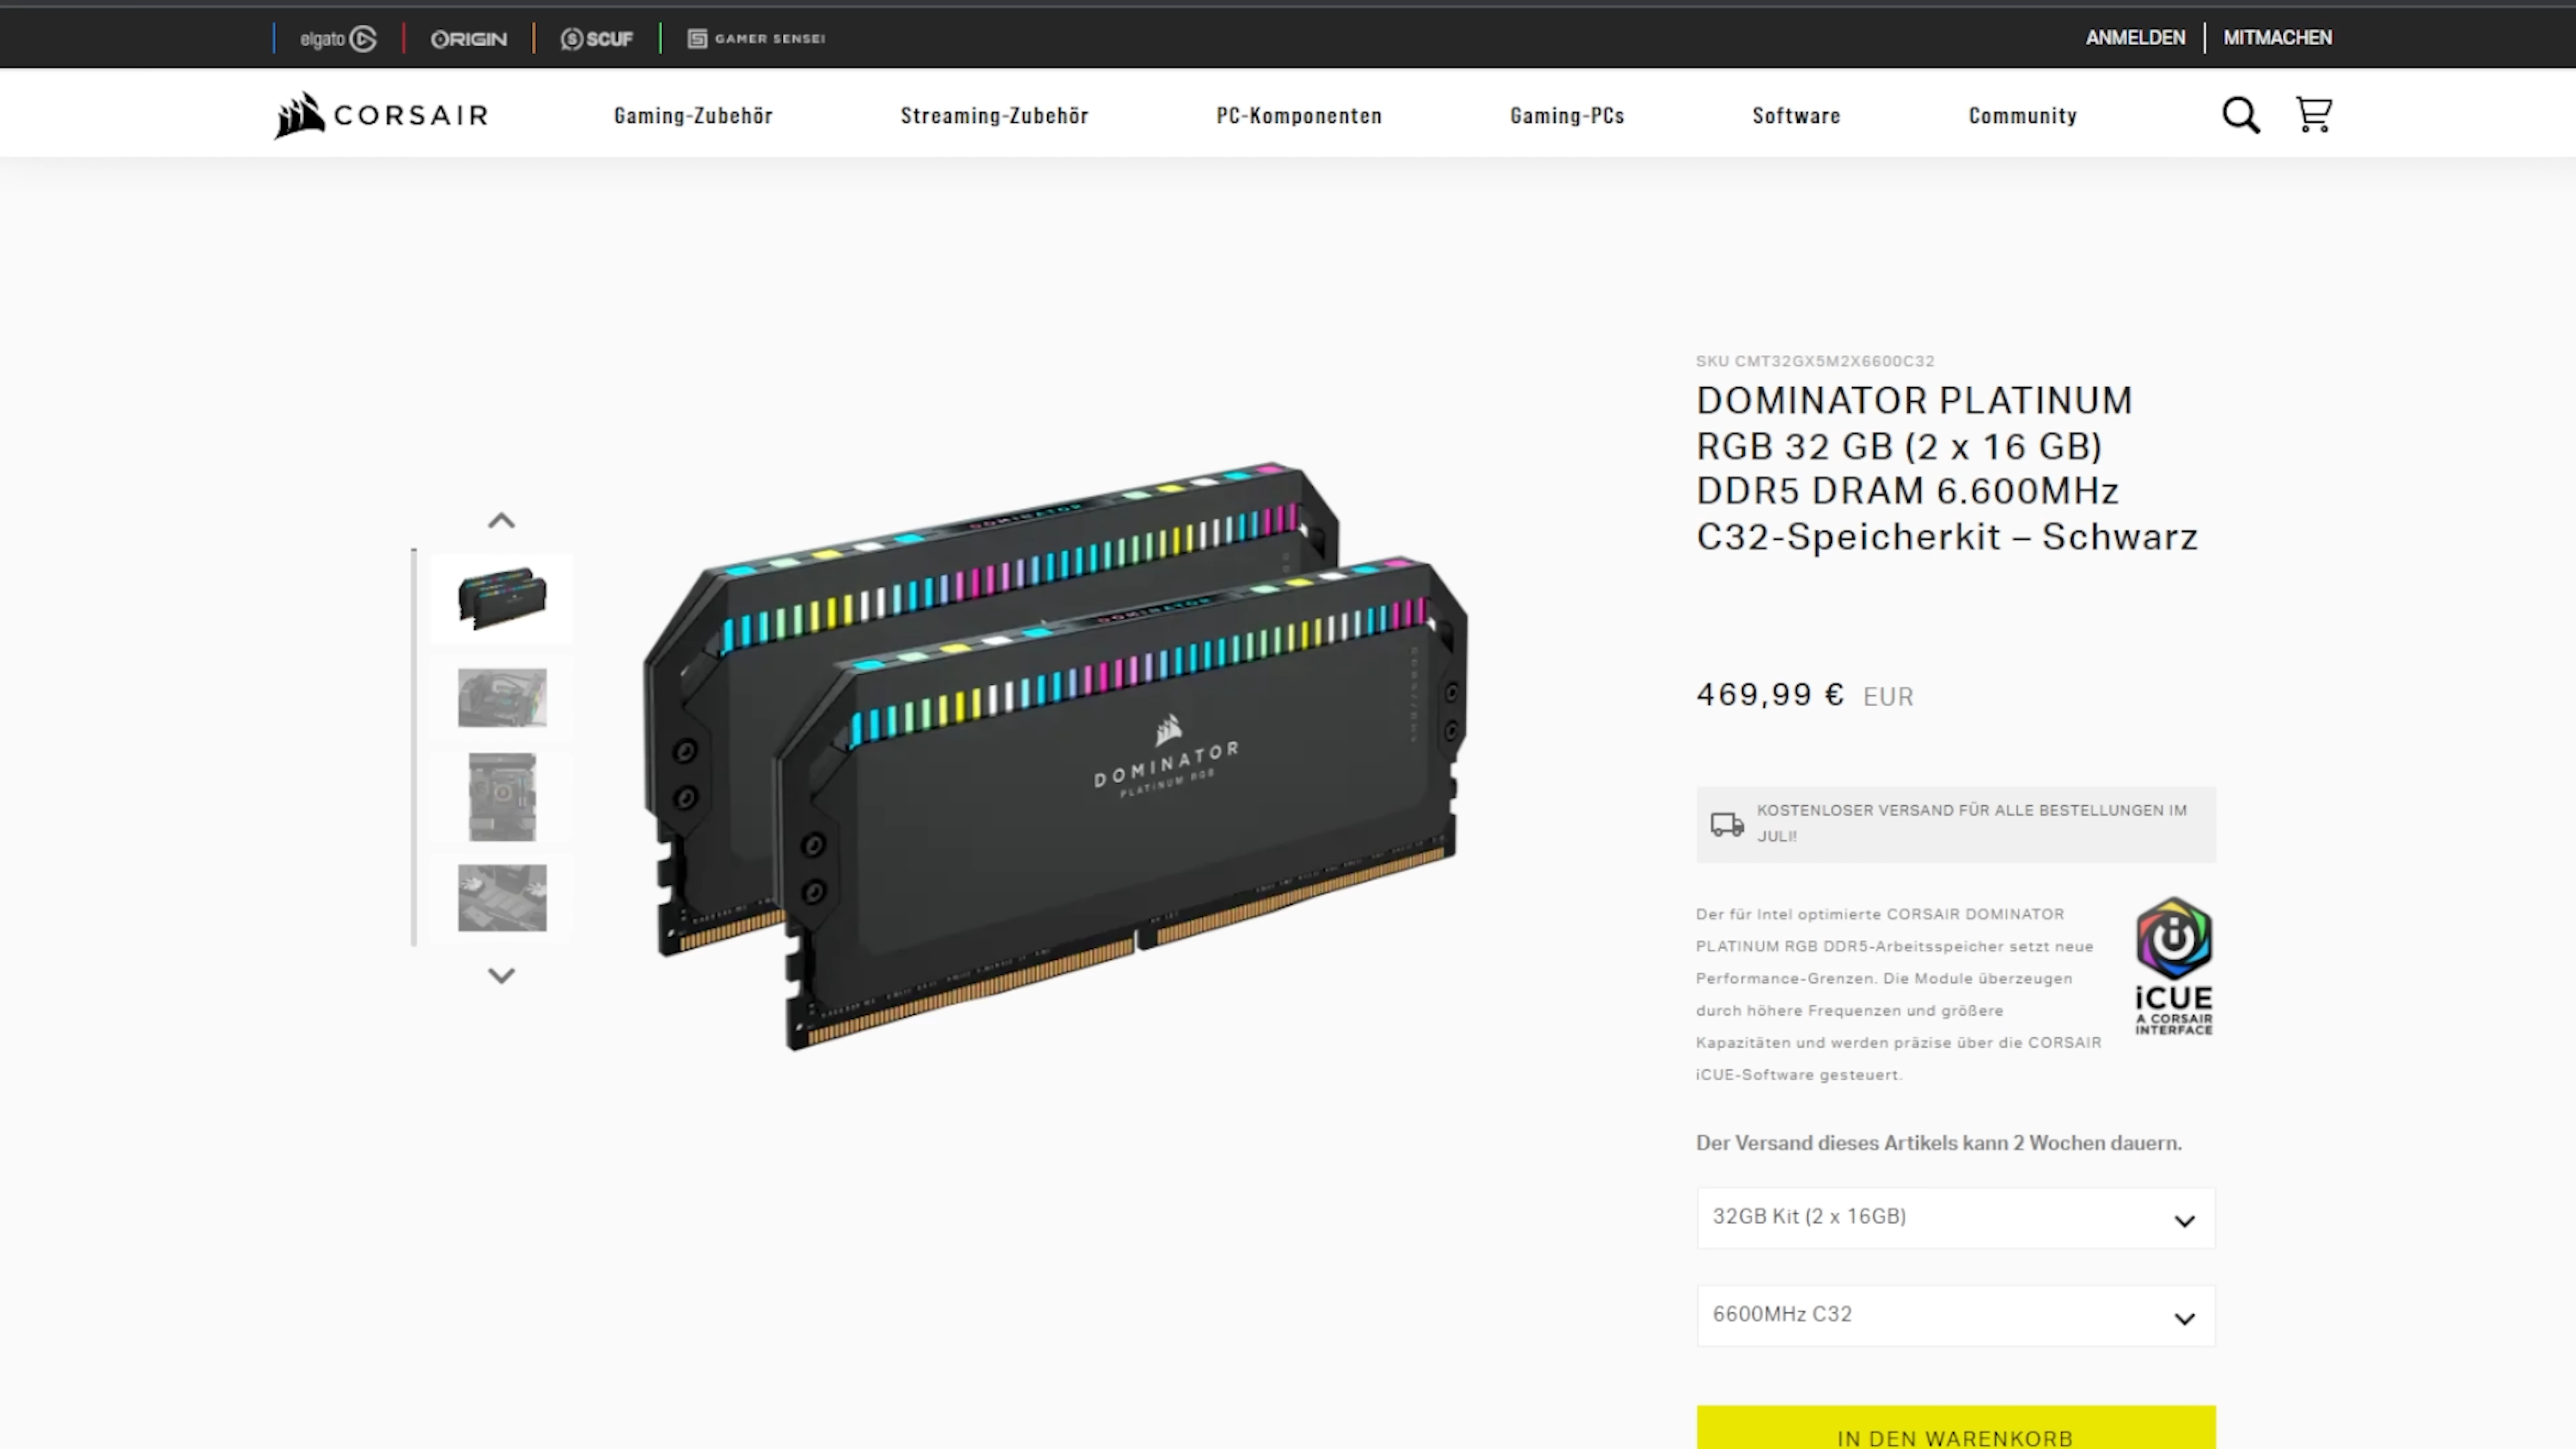 elgato
ORIGIN
SCUF
GAMER SENSEI
ANMELDEN
MITMACHEN
CORSAIR
Gaming-Zubehör
Streaming-Zubehör
PC-Komponenten
Gaming-PCs
Software
Community
SKU CMT32GX5M2X6600C32
DOMINATOR PLATINUM
RGB 32 GB (2 x 16 GB)
DDR5 DRAM 6.600MHz
C32-Speicherkit – Schwarz
469,99 € EUR
KOSTENLOSER VERSAND FÜR ALLE BESTELLUNGEN IM
JULI!
Der für Intel optimierte CORSAIR DOMINATOR
PLATINUM RGB DDR5-Arbeitsspeicher setzt neue
Performance-Grenzen. Die Module überzeugen
durch höhere Frequenzen und größere
Kapazitäten und werden präzise über die CORSAIR
iCUE-Software gesteuert.
iCUE
A CORSAIR
INTERFACE
Der Versand dieses Artikels kann 2 Wochen dauern.
32GB Kit (2 x 16GB)
6600MHz C32
IN DEN WARENKORB
DOMINATOR
DOMINATOR
DOMINATOR
PLATINUM RGB